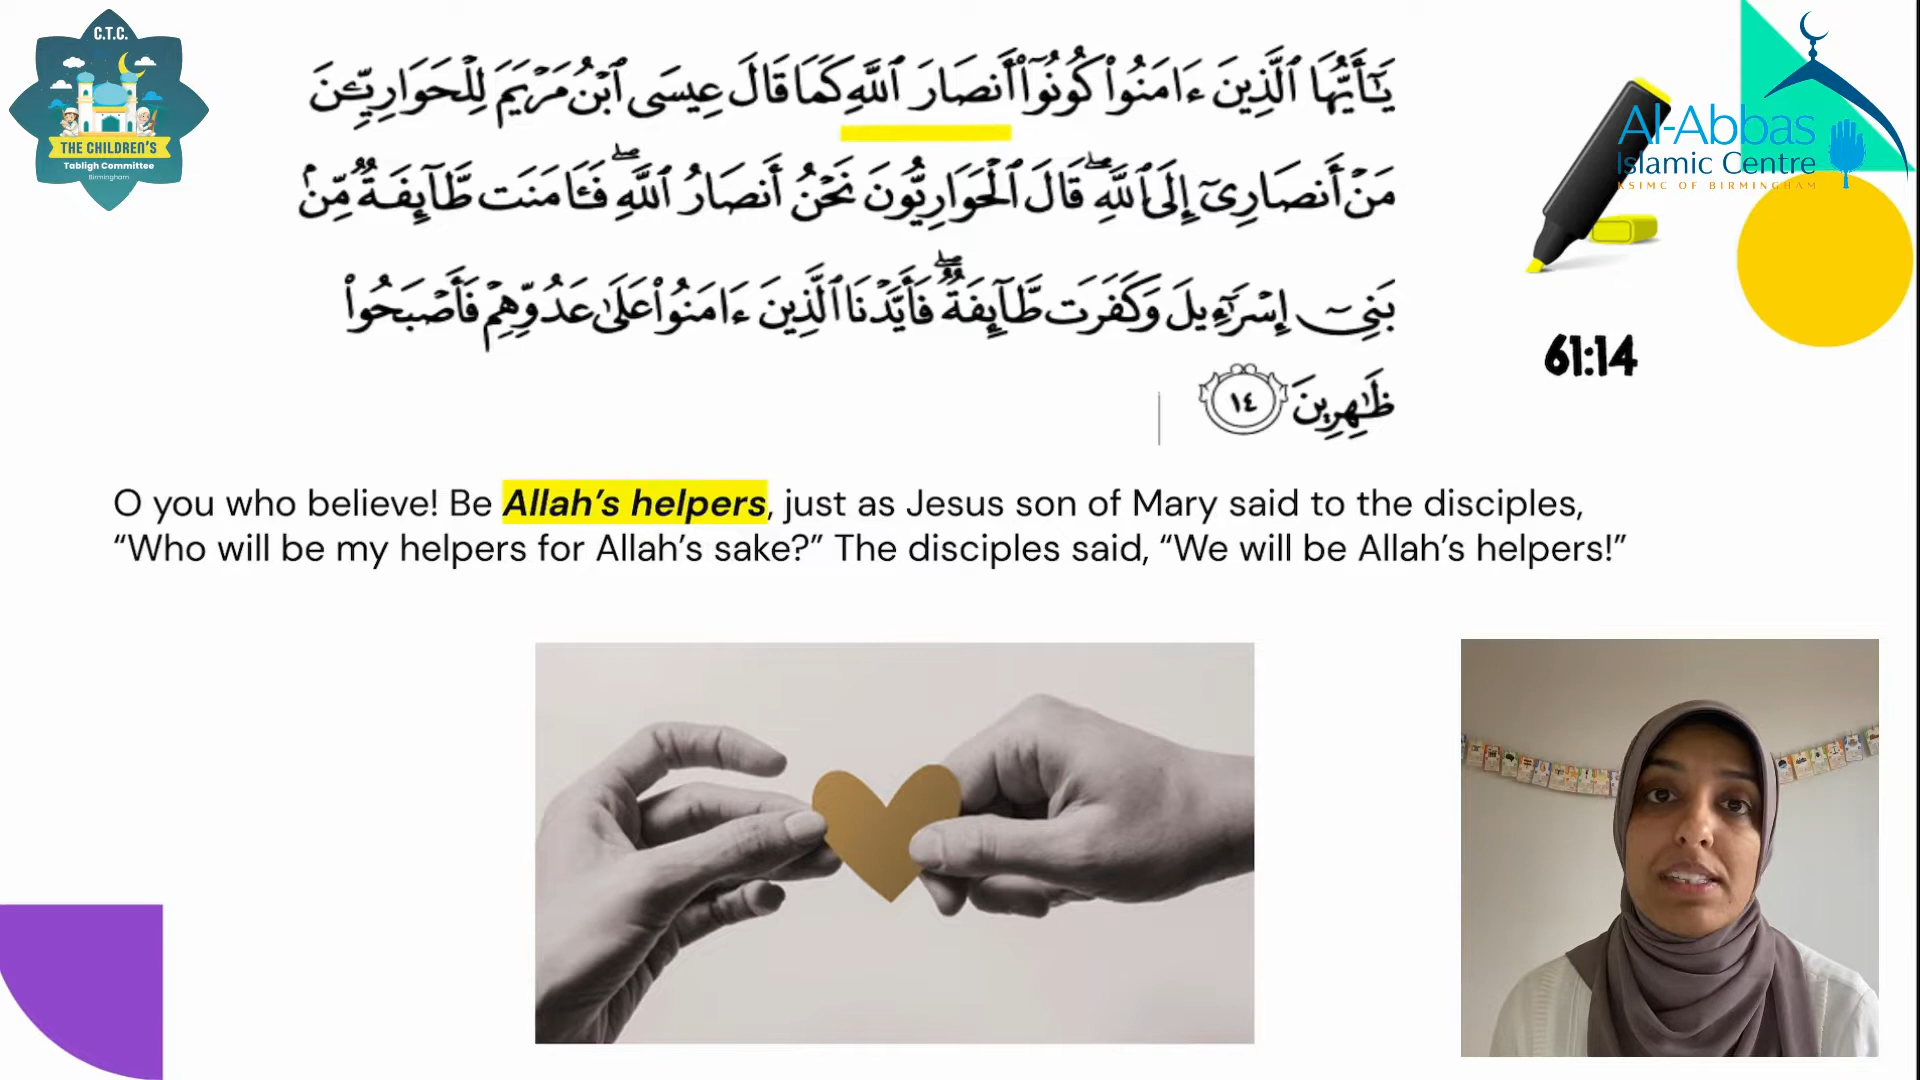 C.T.C.
THE CHILDREN'S
Tabligh Committee
Birmingham
يَٰٓأَيُّهَا ٱلَّذِينَ ءَامَنُوا۟ كُونُوٓا۟ أَنصَارَ ٱللَّهِ كَمَا قَالَ عِيسَى ٱبْنُ مَرْيَمَ لِلْحَوَارِيِّـۧنَ
مَنْ أَنصَارِىٓ إِلَى ٱللَّهِ ۖ قَالَ ٱلْحَوَارِيُّونَ نَحْنُ أَنصَارُ ٱللَّهِ ۖ فَـَٔامَنَت طَّآئِفَةٌ مِّنۢ
بَنِىٓ إِسْرَٰٓءِيلَ وَكَفَرَت طَّآئِفَةٌ ۖ فَأَيَّدْنَا ٱلَّذِينَ ءَامَنُوا۟ عَلَىٰ عَدُوِّهِمْ فَأَصْبَحُوا۟
ظَٰهِرِينَ ١٤
Al-Abbas
Islamic Centre
KSIMC OF BIRMINGHAM
61:14
O you who believe! Be Allah's helpers, just as Jesus son of Mary said to the disciples,
“Who will be my helpers for Allah's sake?” The disciples said, “We will be Allah's helpers!”